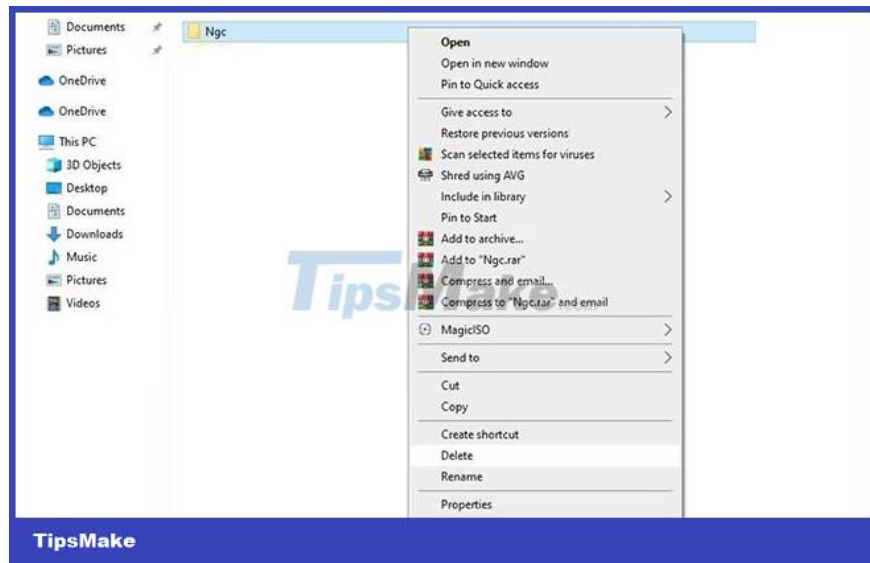 Documents
Pictures
OneDrive
OneDrive
This PC
3D Objects
Desktop
Documents
Downloads
Music
Pictures
Videos
Ngc
Open
Open in new window
Pin to Quick access
Give access to
Restore previous versions
Scan selected items for viruses
Shred using AVG
Include in library
Pin to Start
Add to archive...
Add to "Ngc.rar"
Compress and email...
Compress to "Ngc.rar" and email
MagicISO
Send to
Cut
Copy
Create shortcut
Delete
Rename
Properties
TipsMake.com
TipsMake